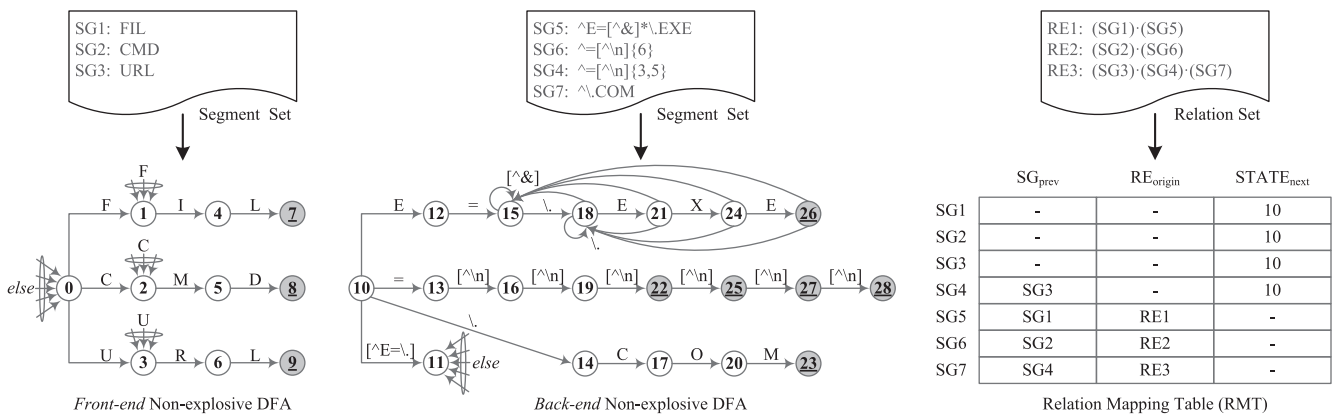 SG1: FIL
SG2: CMD
SG3: URL
Segment Set
F
F I L
1 4 7
C
else 0 C M D
2 5 8
U
U R L
3 6 9
Front-end Non-explosive DFA
SG5: ^E=[^&]*\.EXE
SG6: ^=[^\n]{6}
SG4: ^=[^\n]{3,5}
SG7: ^\.COM
Segment Set
[^&]
E = \. E X E
12 15 18 21 24 26
\.
= [^\n] [^\n] [^\n] [^\n] [^\n] [^\n]
10 13 16 19 22 25 27 28
\.
[^E=\.] C O M
11 else 14 17 20 23
Back-end Non-explosive DFA
RE1: (SG1)·(SG5)
RE2: (SG2)·(SG6)
RE3: (SG3)·(SG4)·(SG7)
Relation Set
SGprev REorigin STATEnext
SG1 - - 10
SG2 - - 10
SG3 - - 10
SG4 SG3 - 10
SG5 SG1 RE1 -
SG6 SG2 RE2 -
SG7 SG4 RE3 -
Relation Mapping Table (RMT)